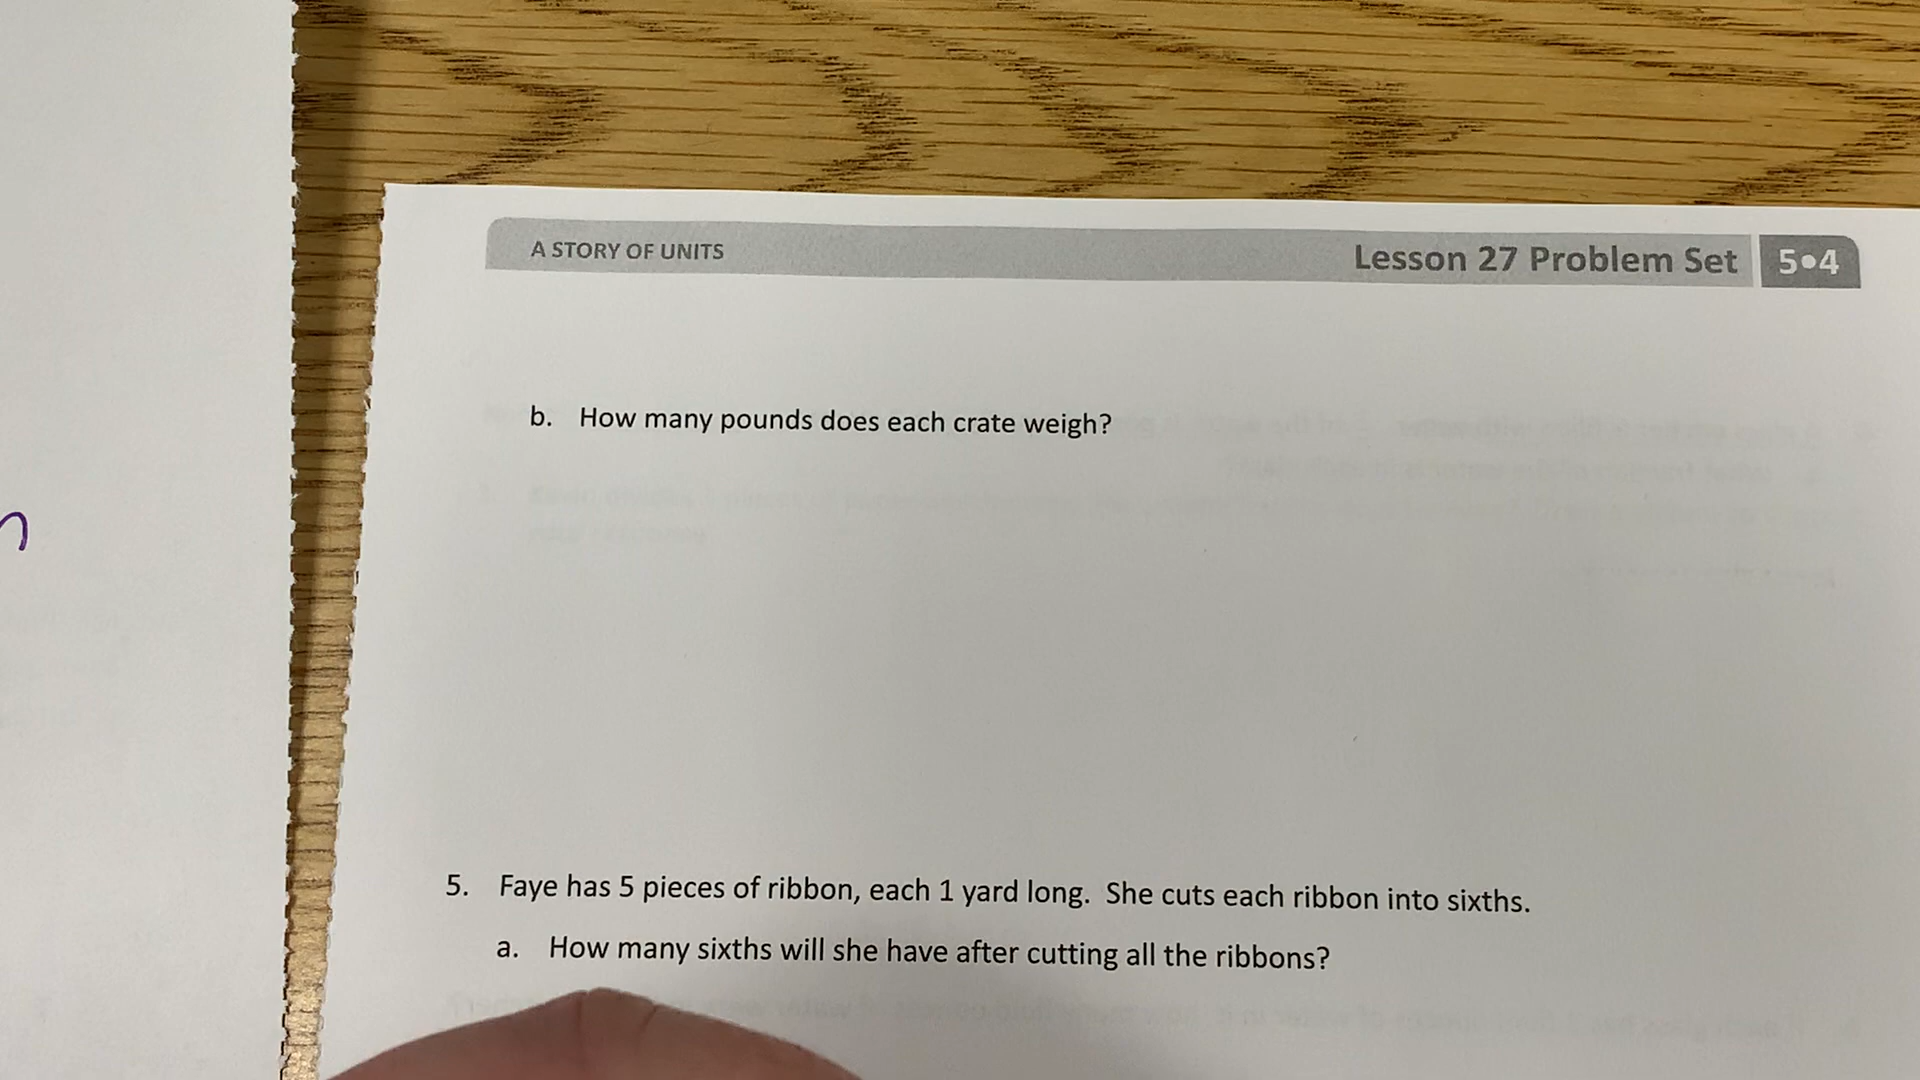 A STORY OF UNITS
Lesson 27 Problem Set 5•4
b. How many pounds does each crate weigh?
5. Faye has 5 pieces of ribbon, each 1 yard long. She cuts each ribbon into sixths.
a. How many sixths will she have after cutting all the ribbons?